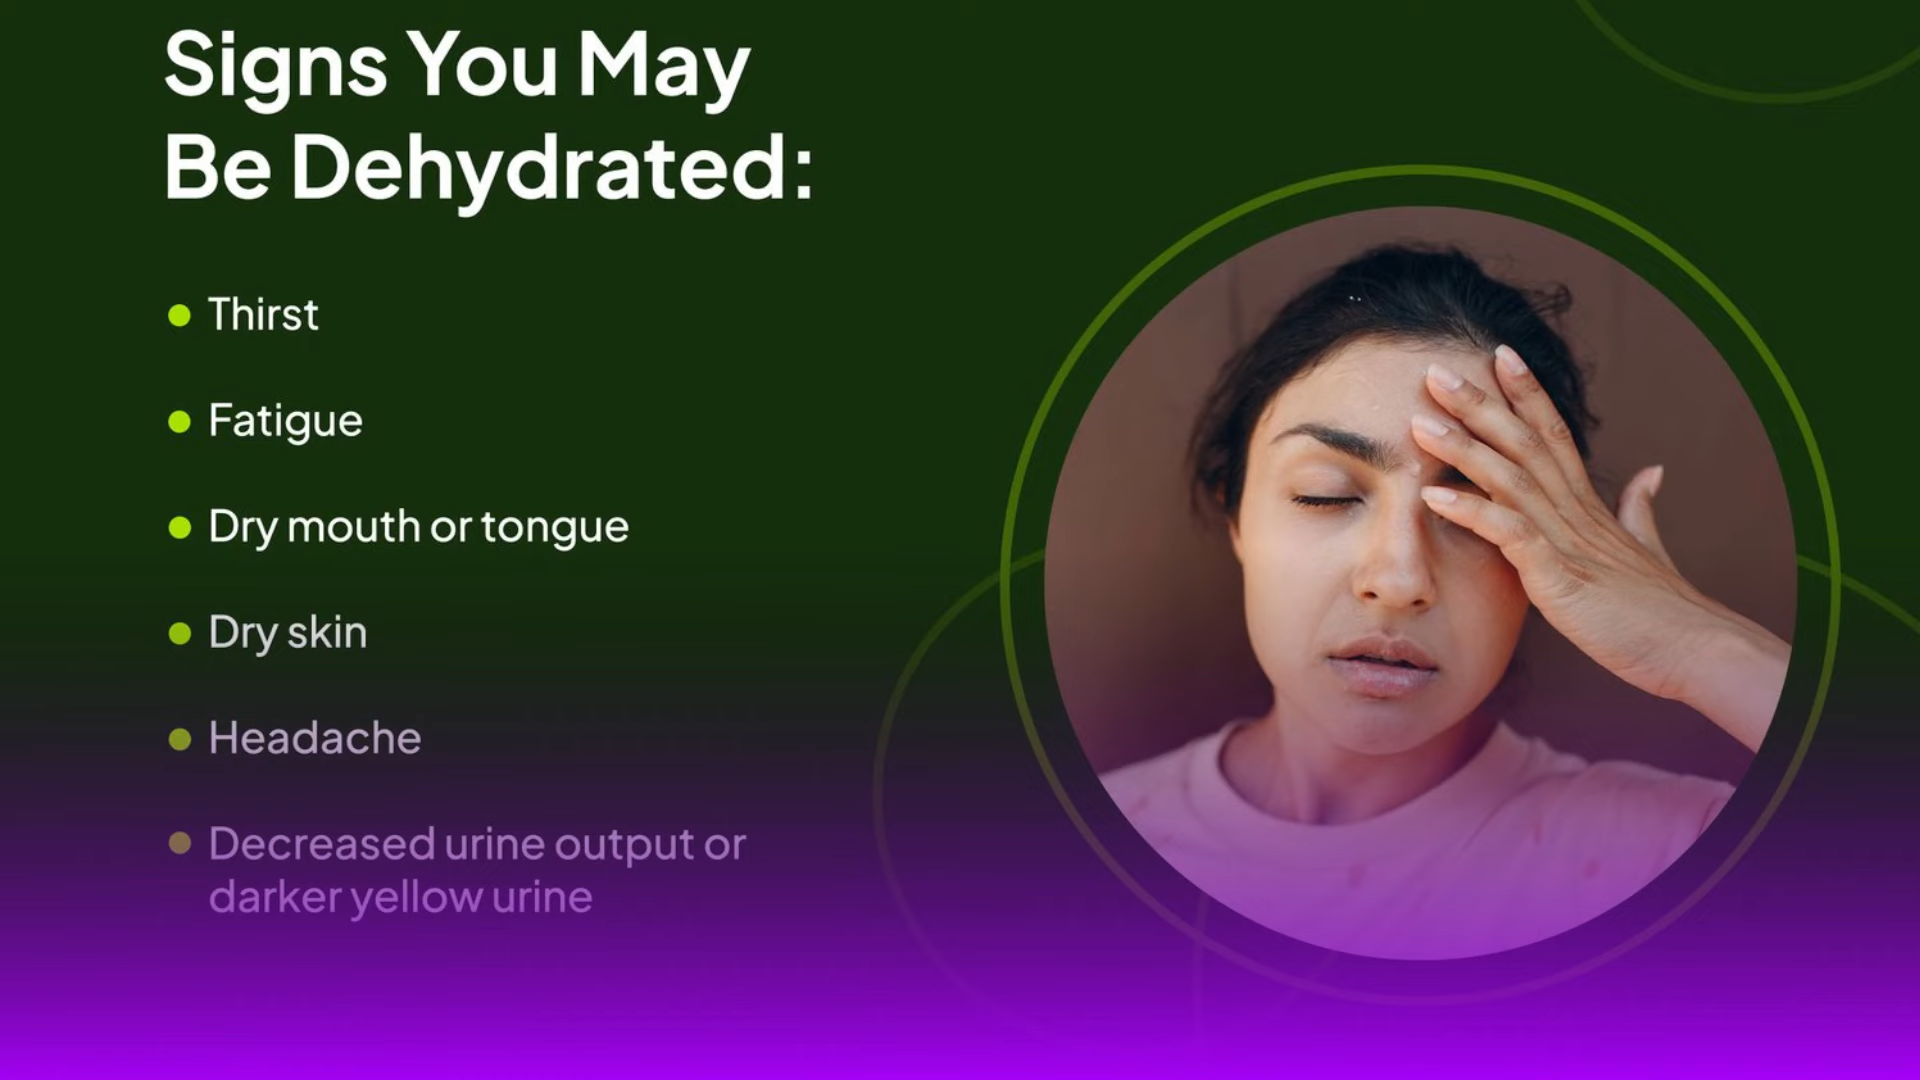 Signs You May
Be Dehydrated:
Thirst
Fatigue
Dry mouth or tongue
Dry skin
Headache
Decreased urine output or
darker yellow urine